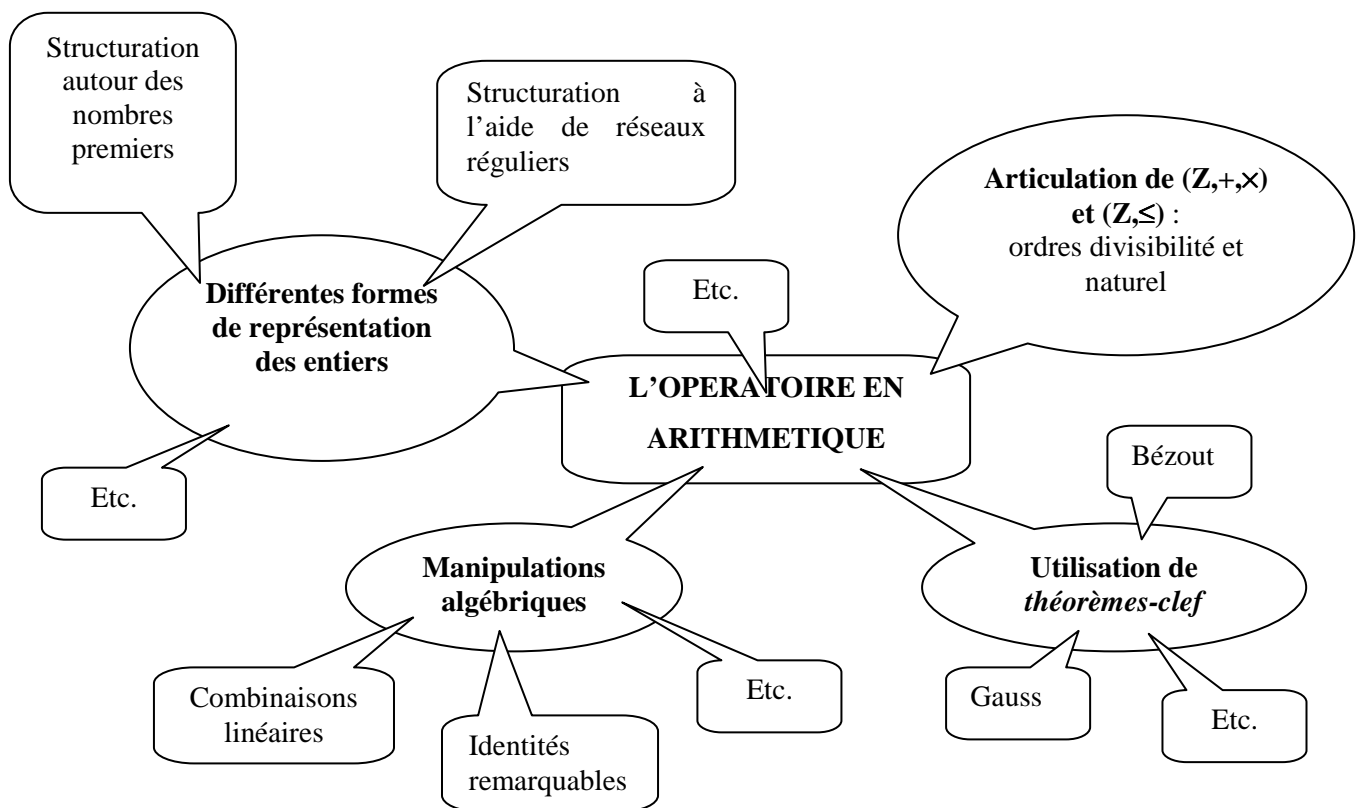 Structuration
autour des
nombres
premiers
Structuration à
l’aide de réseaux
réguliers
Articulation de (Z,+,×)
et (Z,≤) :
ordres divisibilité et
naturel
Différentes formes
de représentation
des entiers
Etc.
L’OPERATOIRE EN
ARITHMETIQUE
Etc.
Bézout
Manipulations
algébriques
Utilisation de
théorèmes-clef
Combinaisons
linéaires
Identités
remarquables
Etc.
Gauss
Etc.